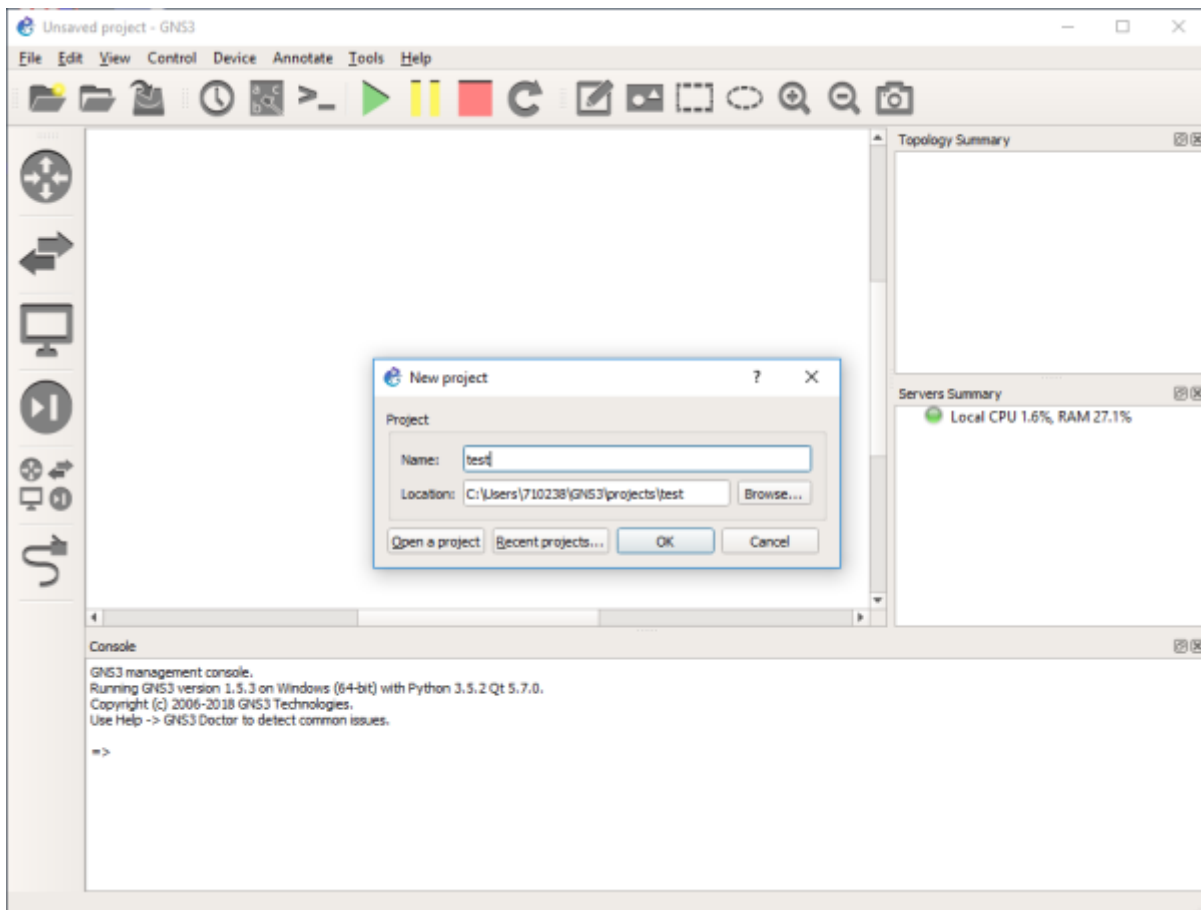 Unsaved project - GNS3
File Edit View Control Device Annotate Tools Help
Topology Summary
New project
Project
Name: test
Location: C:\Users\710238\GNS3\projects\test Browse...
Open a project Recent projects... OK Cancel
Servers Summary
Local CPU 1.6%, RAM 27.1%
Console
GNS3 management console.
Running GNS3 version 1.5.3 on Windows (64-bit) with Python 3.5.2 Qt 5.7.0.
Copyright (c) 2006-2018 GNS3 Technologies.
Use Help -> GNS3 Doctor to detect common issues.
=>